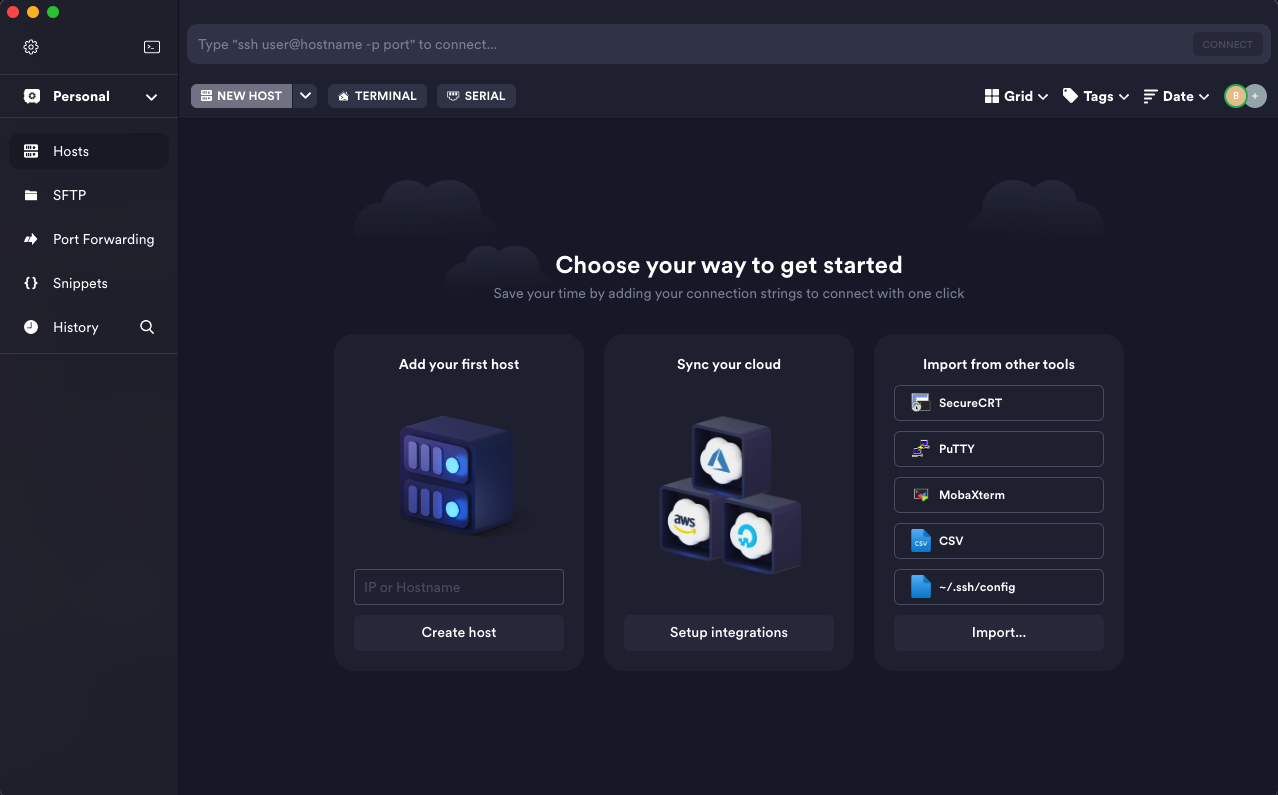 Type "ssh user@hostname -p port" to connect...
CONNECT
Personal
NEW HOST
TERMINAL
SERIAL
Grid
Tags
Date
B
+
Hosts
SFTP
Port Forwarding
Snippets
History
Choose your way to get started
Save your time by adding your connection strings to connect with one click
Add your first host
IP or Hostname
Create host
Sync your cloud
aws
Setup integrations
Import from other tools
SecureCRT
PuTTY
MobaXterm
CSV
CSV
~/.ssh/config
Import...